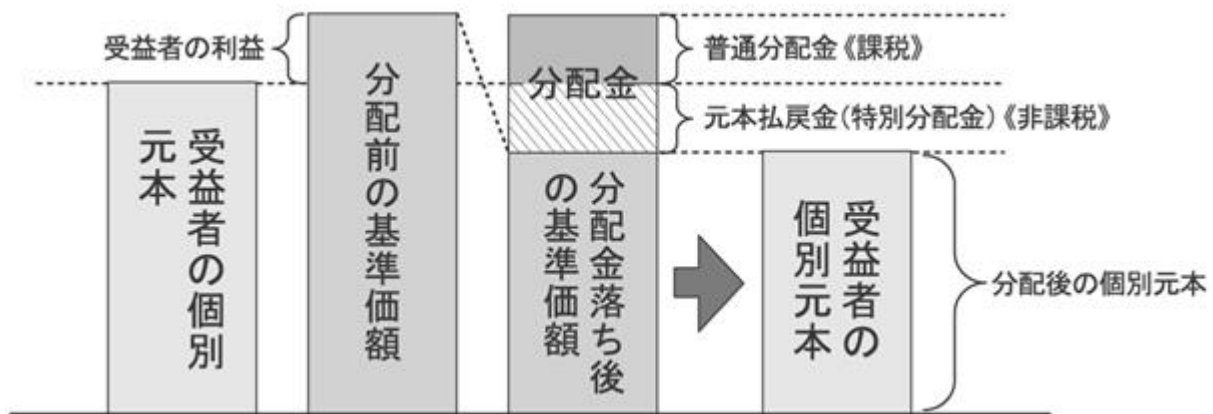 受益者の利益
受益者の個別
元本
分配前の基準価額
分配金
分配金落ち後
の基準価額
普通分配金《課税》
元本払戻金(特別分配金)《非課税》
受益者の
個別元本
分配後の個別元本